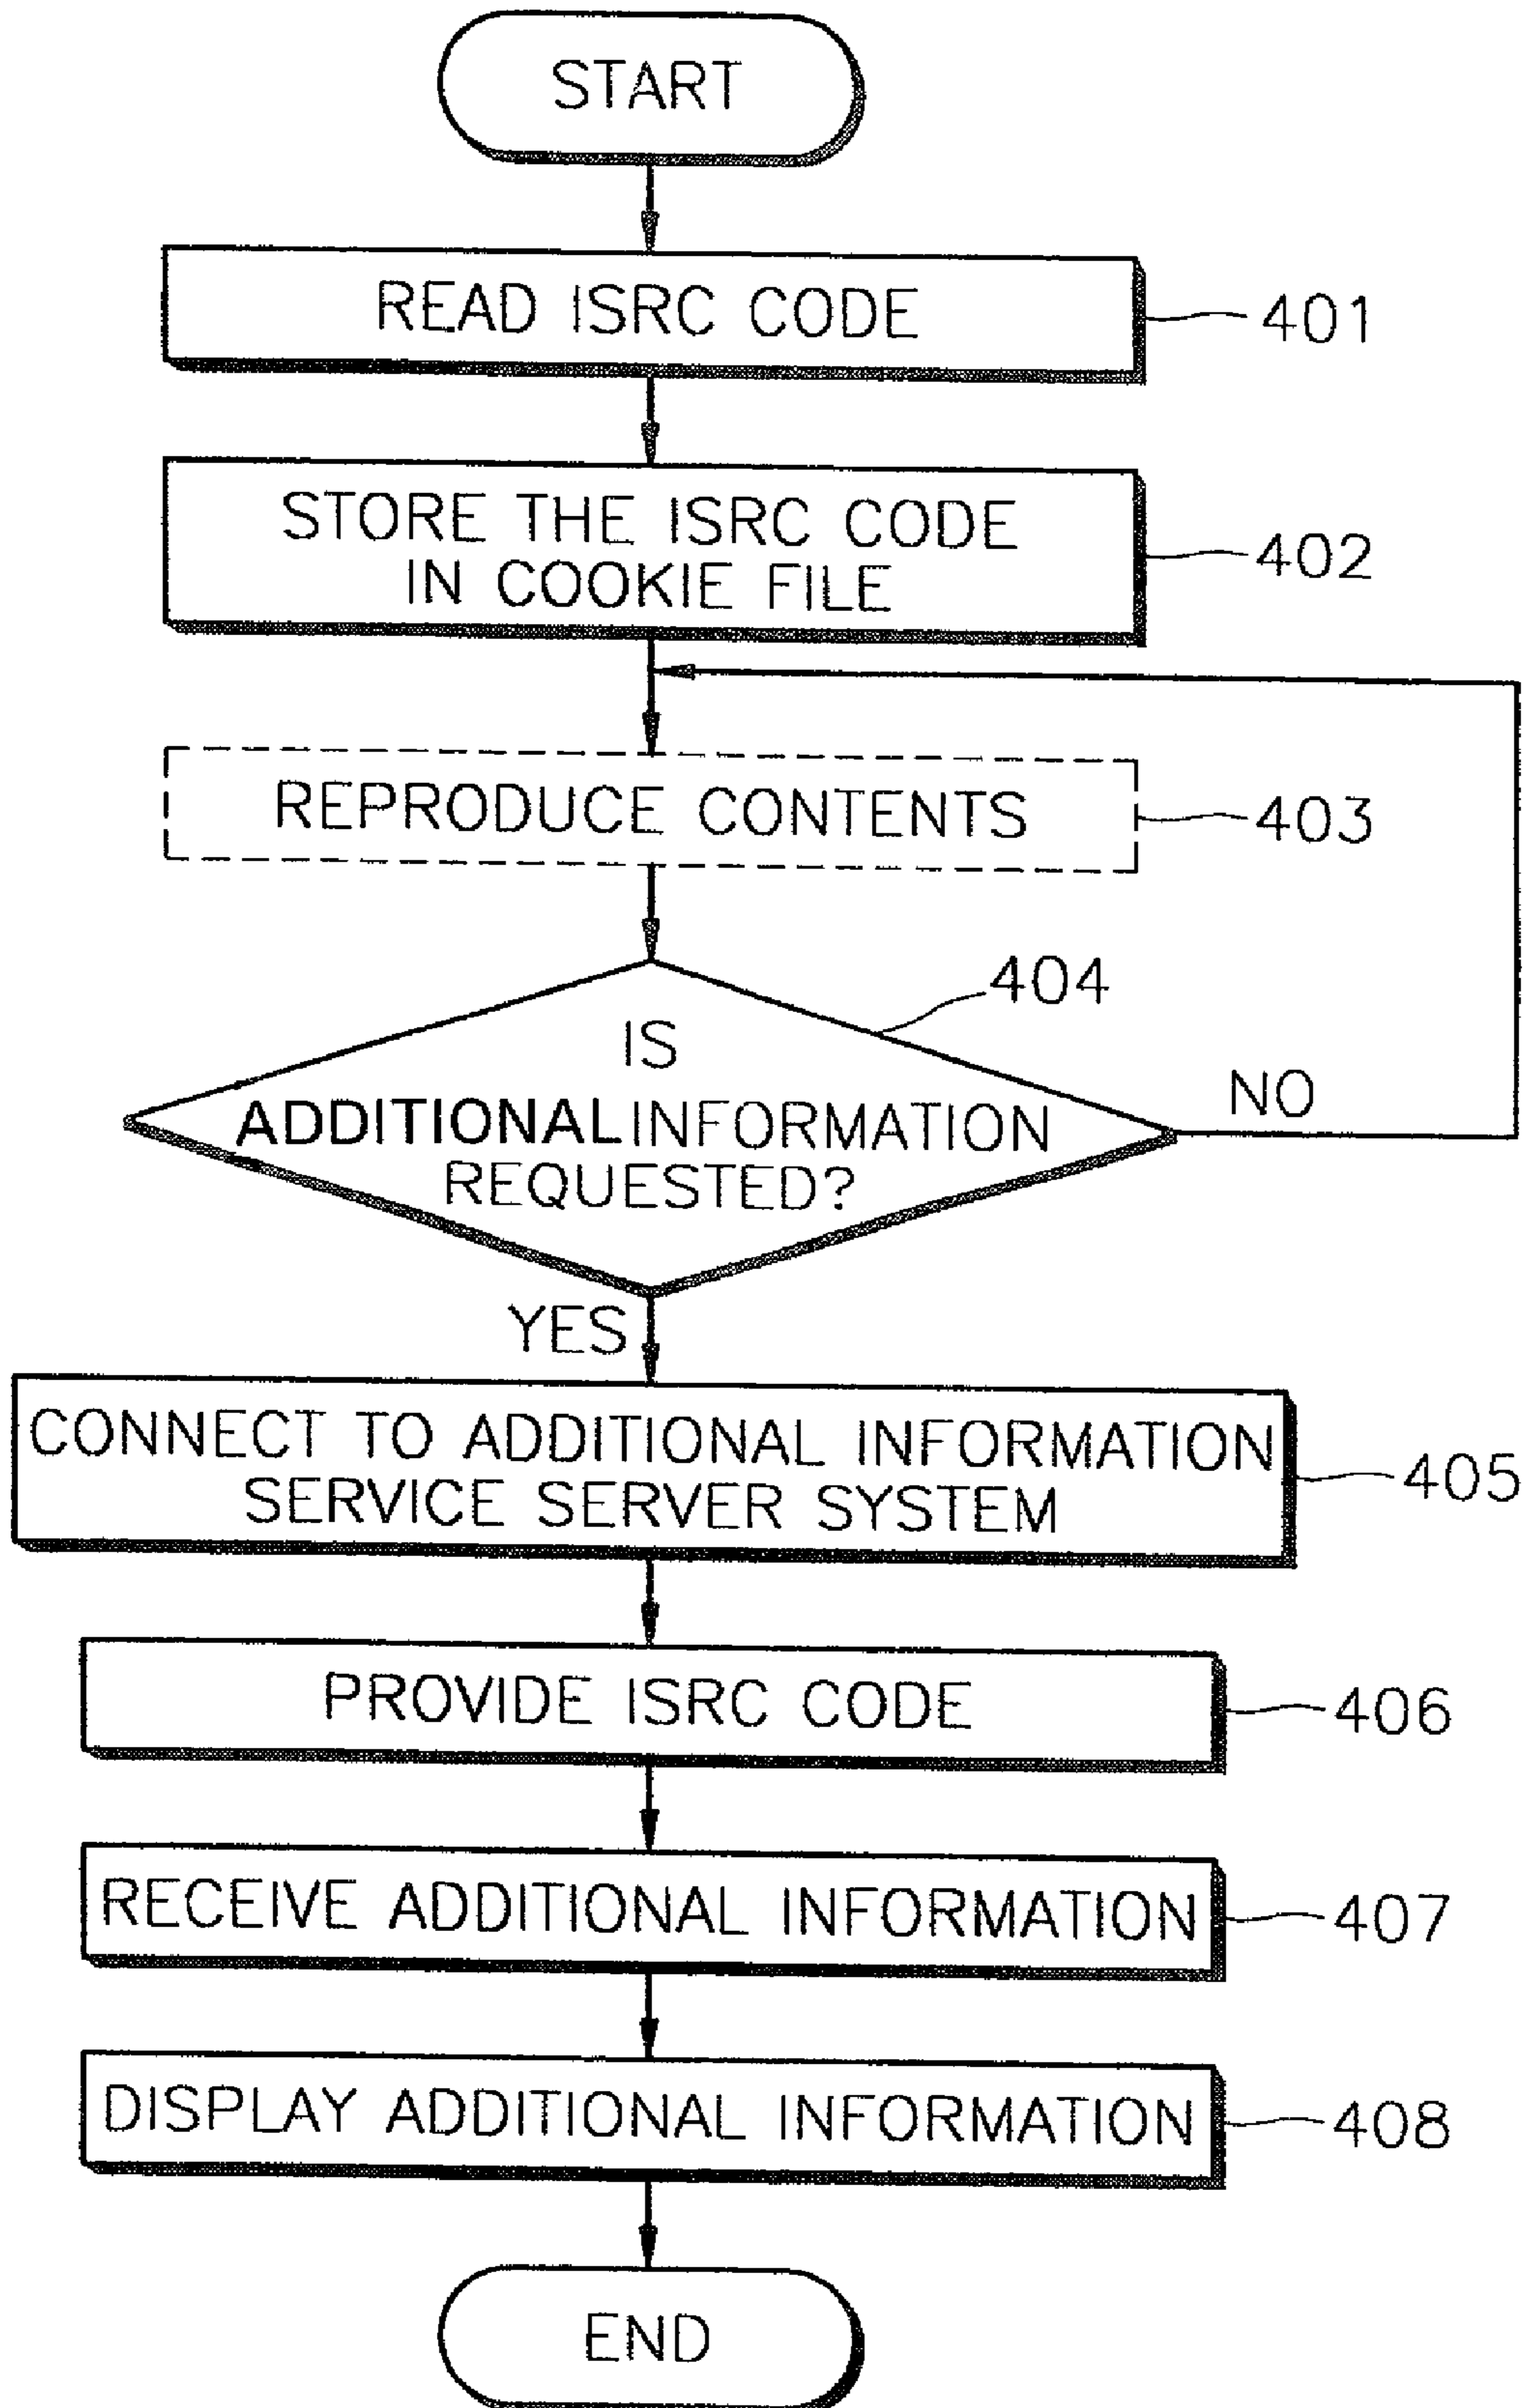 START
READ ISRC CODE
401
STORE THE ISRC CODE
IN COOKIE FILE
402
REPRODUCE CONTENTS
403
404
IS
ADDITIONAL INFORMATION
REQUESTED?
NO
YES
CONNECT TO ADDITIONAL INFORMATION
SERVICE SERVER SYSTEM
405
PROVIDE ISRC CODE
406
RECEIVE ADDITIONAL INFORMATION
407
DISPLAY ADDITIONAL INFORMATION
408
END